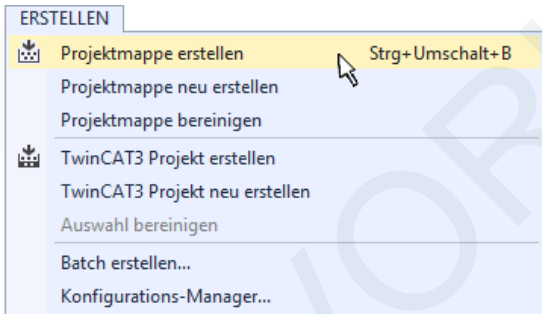 ERSTELLEN
Projektmappe erstellen Strg+Umschalt+B
Projektmappe neu erstellen
Projektmappe bereinigen
TwinCAT3 Projekt erstellen
TwinCAT3 Projekt neu erstellen
Auswahl bereinigen
Batch erstellen...
Konfigurations-Manager...